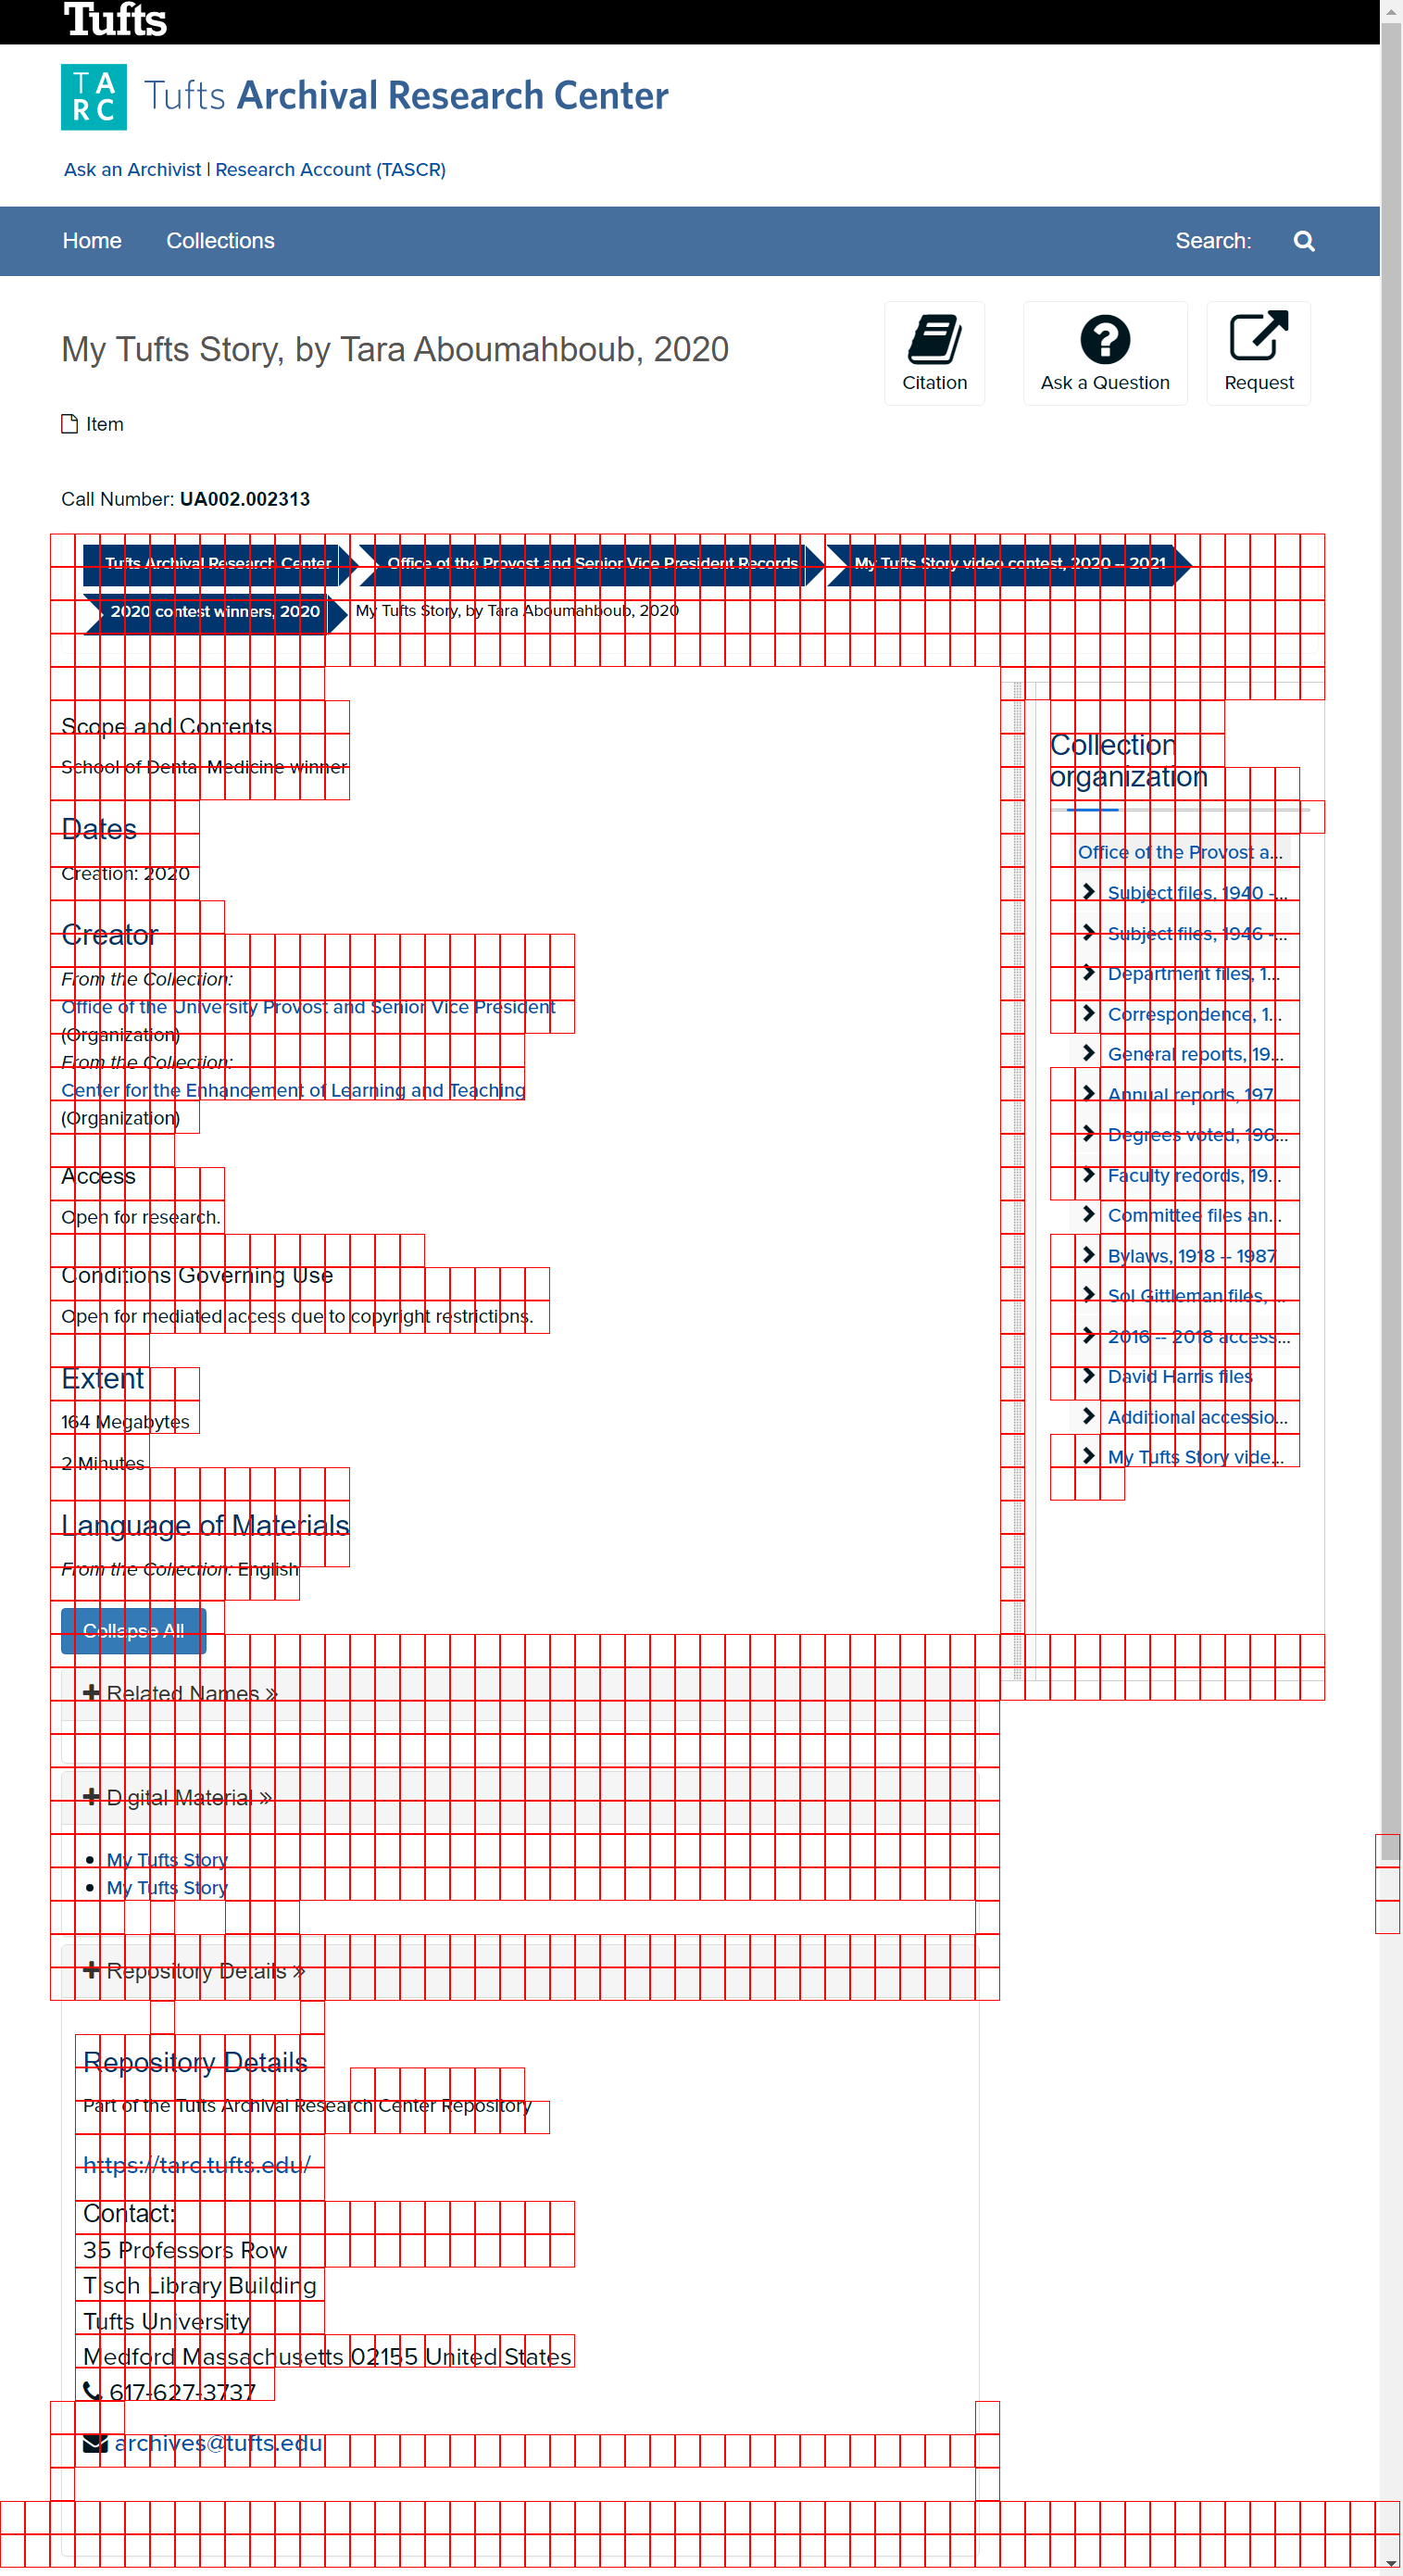 Tufts
TARC
Tufts Archival Research Center
Ask an Archivist | Research Account (TASCR)
Home Collections Search:
My Tufts Story, by Tara Aboumahboub, 2020
Citation Ask a Question Request
Item
Call Number: UA002.002313
Tufts Archival Research Center Office of the Provost and Senior Vice President Records My Tufts Story video contest, 2020 -- 2021
2020 contest winners, 2020 My Tufts Story, by Tara Aboumahboub, 2020
Scope and Contents
School of Dental Medicine winner
Dates
Creation: 2020
Creator
From the Collection:
Office of the University Provost and Senior Vice President
(Organization)
From the Collection:
Center for the Enhancement of Learning and Teaching
(Organization)
Access
Open for research.
Conditions Governing Use
Open for mediated access due to copyright restrictions.
Extent
164 Megabytes
2 Minutes
Language of Materials
From the Collection: English
Collapse All
Related Names »
Digital Material »
• My Tufts Story
• My Tufts Story
Repository Details »
Repository Details
Part of the Tufts Archival Research Center Repository
https://tarc.tufts.edu/
Contact:
35 Professors Row
Tisch Library Building
Tufts University
Medford Massachusetts 02155 United States
617-627-3737
archives@tufts.edu
Collection
organization
Office of the Provost a...
Subject files, 1940 -...
Subject files, 1946 -...
Department files, 1...
Correspondence, 1...
General reports, 19...
Annual reports, 197
Degrees voted, 196...
Faculty records, 19...
Committee files an...
Bylaws, 1918 -- 1987
Sol Gittleman files, ...
2016 -- 2018 access...
David Harris files
Additional accessio...
My Tufts Story vide...